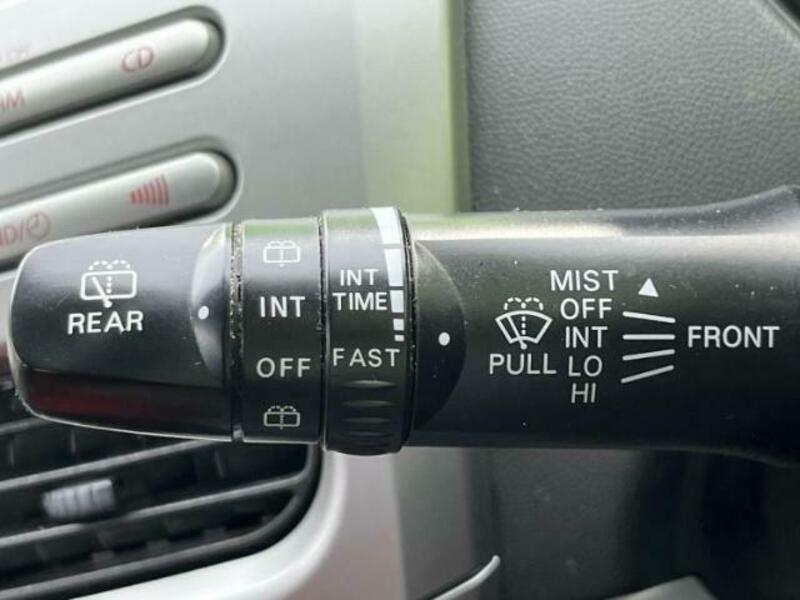 CD
REAR
INT
OFF
INT
TIME
FAST
PULL
MIST
OFF
INT
LO
HI
FRONT